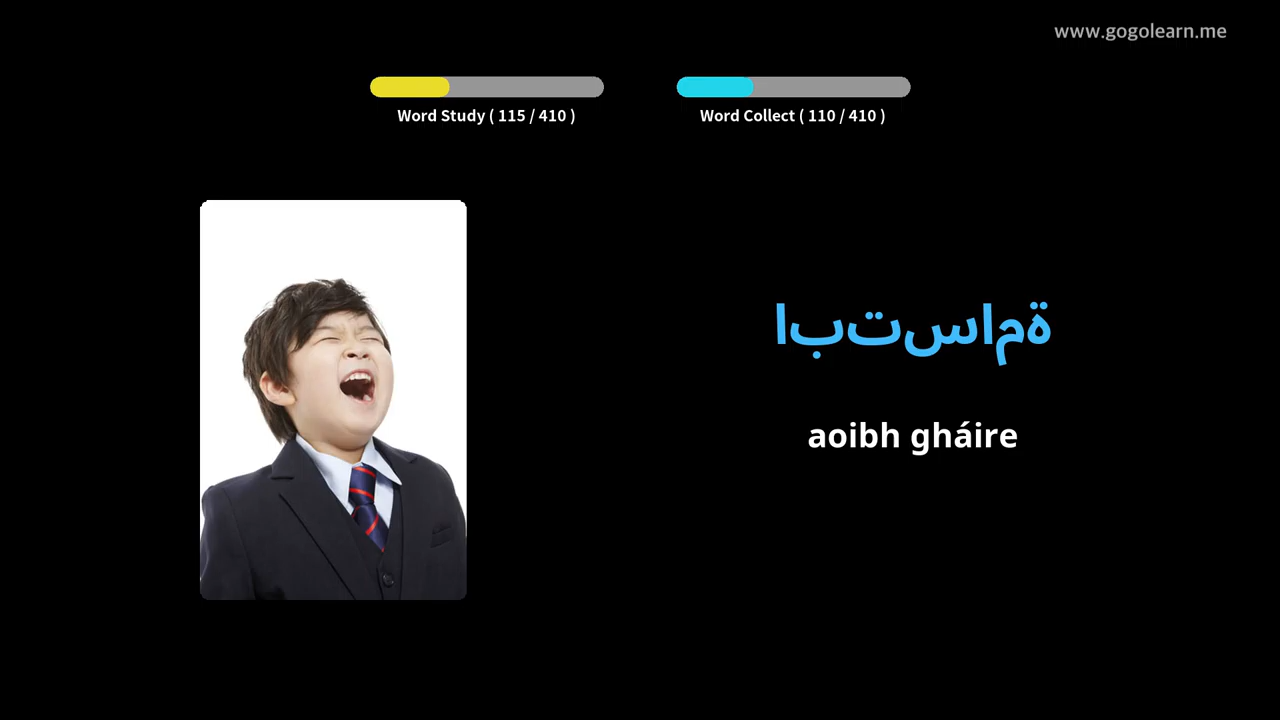 www.gogolearn.me
Word Study ( 115 / 410 )
Word Collect ( 110 / 410 )
ابتسامة
aoibh gháire